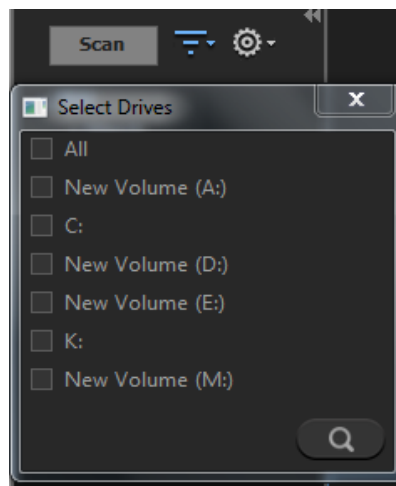 Scan
Select Drives
x
All
New Volume (A:)
C:
New Volume (D:)
New Volume (E:)
K:
New Volume (M:)